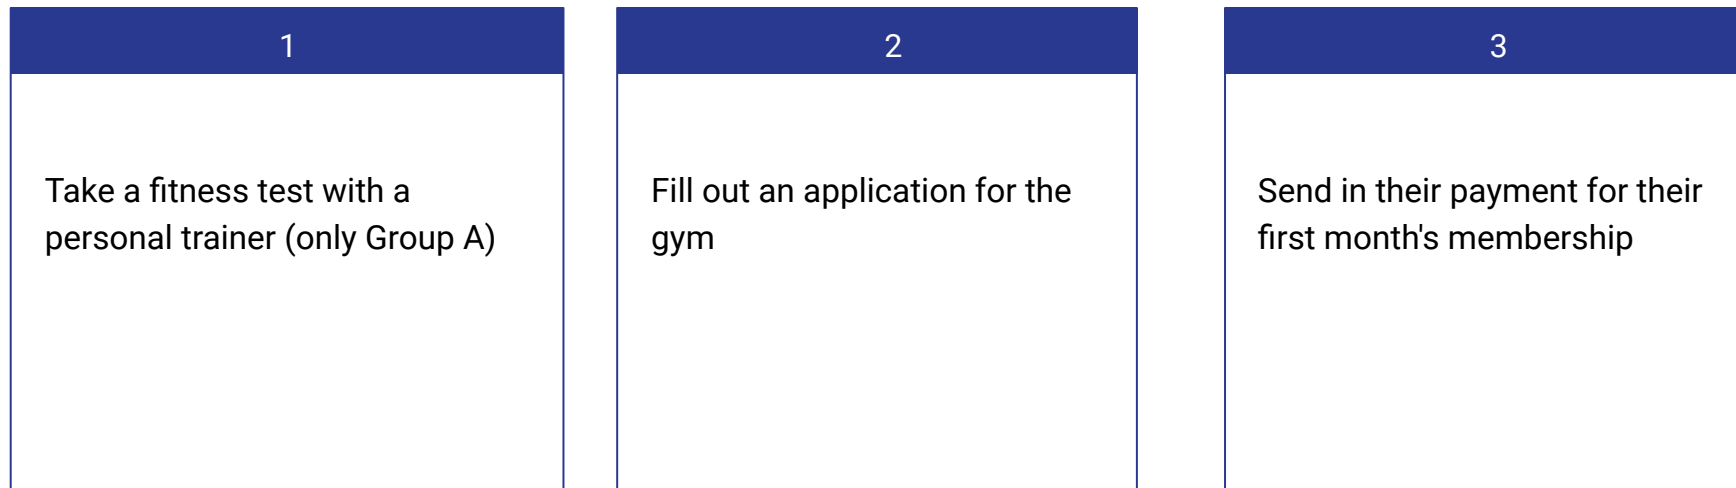 1
Take a fitness test with a
personal trainer (only Group A)
2
Fill out an application for the
gym
3
Send in their payment for their
first month's membership